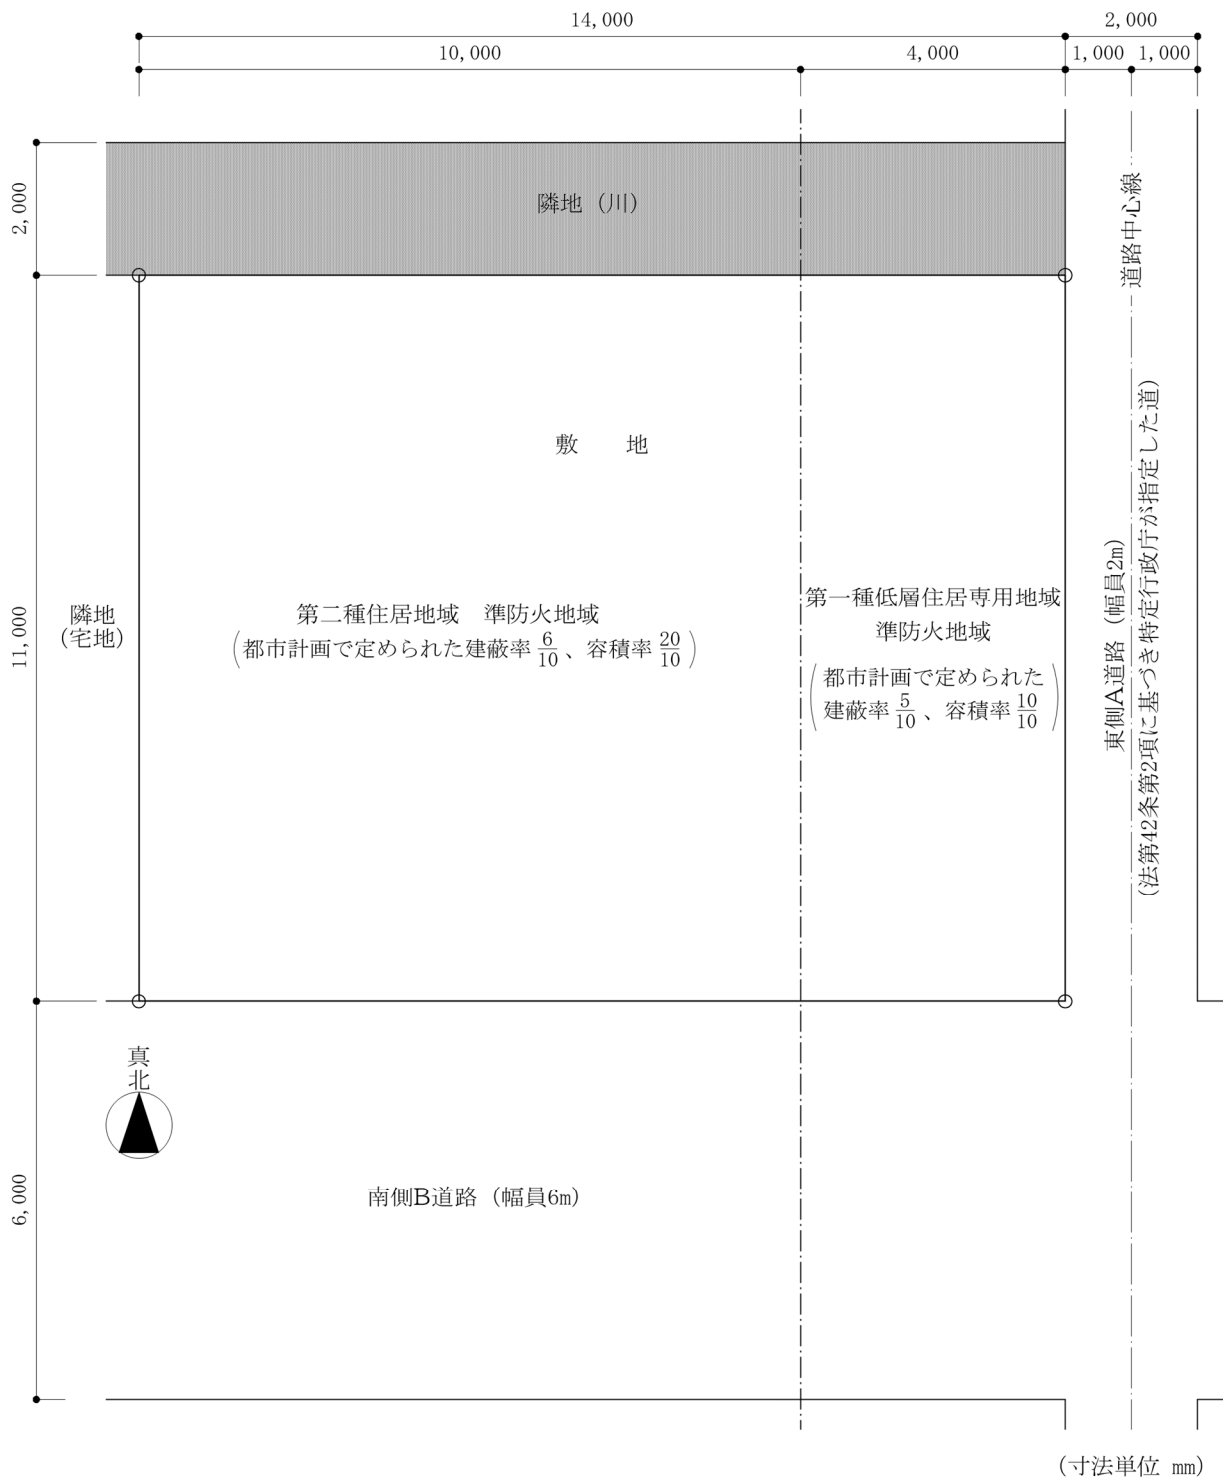 14,000
2,000
10,000
4,000
1,000
1,000
2,000
隣地（川）
道路中心線
敷　地
11,000
隣地
（宅地）
第二種住居地域　準防火地域
（都市計画で定められた建蔽率 6/10 、容積率 20/10 ）
第一種低層住居専用地域
準防火地域
（都市計画で定められた
建蔽率 5/10 、容積率 10/10 ）
東側A道路（幅員2m）
（法第42条第2項に基づき特定行政庁が指定した道）
真北
6,000
南側B道路（幅員6m）
（寸法単位 mm）